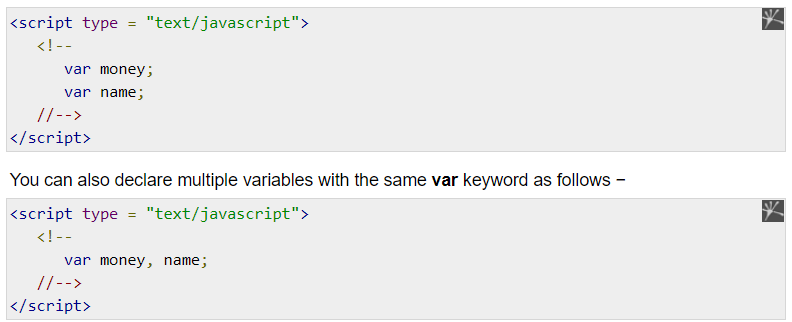 <script type = "text/javascript">
   <!--
      var money;
      var name;
   //-->
</script>
You can also declare multiple variables with the same var keyword as follows −
<script type = "text/javascript">
   <!--
      var money, name;
   //-->
</script>